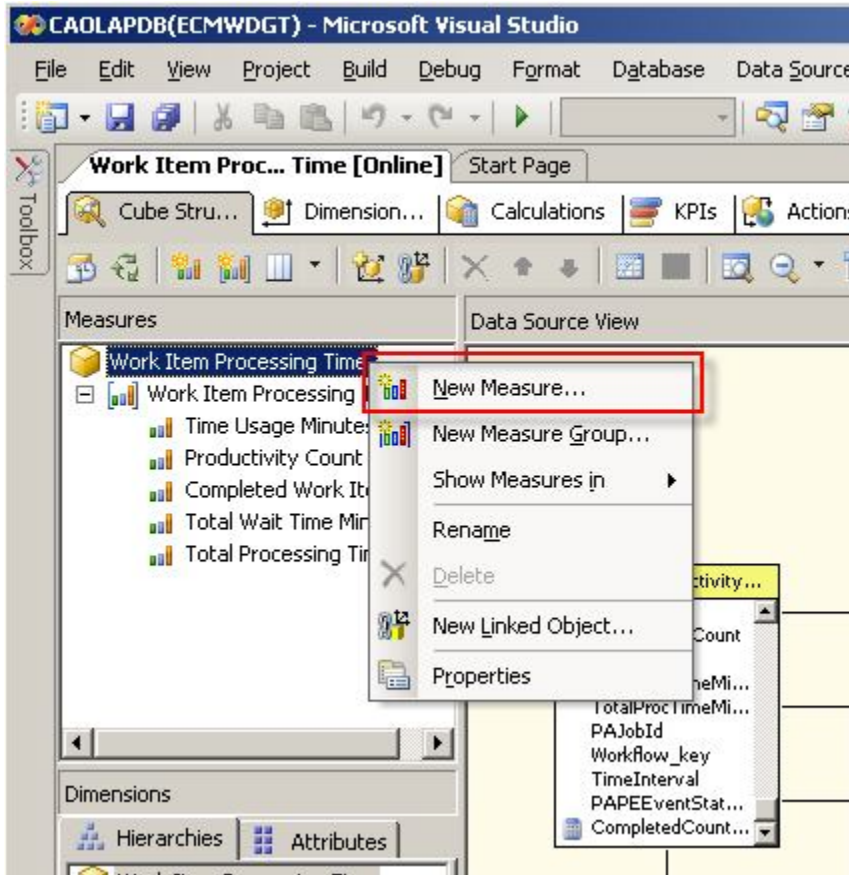 CAOLAPDB(ECMWDGT) - Microsoft Visual Studio
File Edit View Project Build Debug Format Database Data Source
Work Item Proc... Time [Online] Start Page
Toolbox
Cube Stru... Dimension... Calculations KPIs Actions
Measures
Data Source View
Work Item Processing Time
Work Item Processing
Time Usage Minutes
Productivity Count
Completed Work
Total Wait Time
Total Processing
New Measure...
New Measure Group...
Show Measures in
Rename
Delete
New Linked Object...
Properties
tivity...
Count
neMi...
TotalProcTimeMi...
PAJobId
Workflow_key
TimeInterval
PAPEEventStat...
CompletedCount...
Dimensions
Hierarchies Attributes